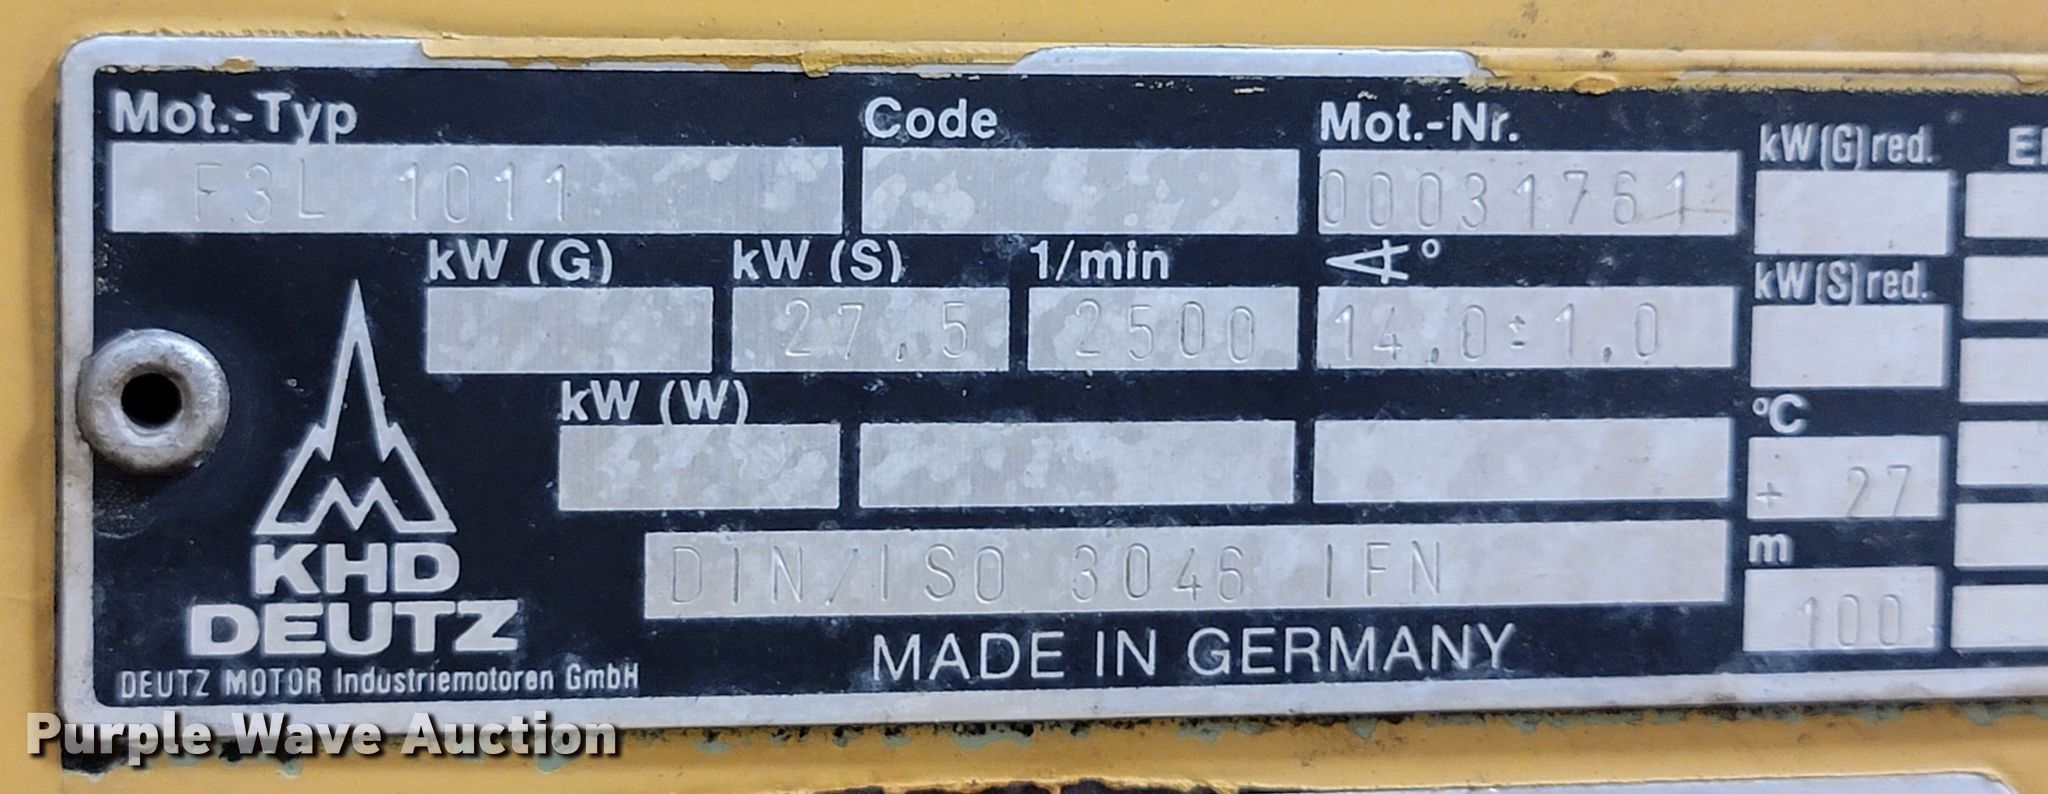 Mot.-Typ Code Mot.-Nr. kW(G)red.
F3L 1011 00031761
kW (G) kW (S) 1/min ∢° kW(S)red.
27,5 2500 14,0±1,0
kW (W) °C
+ 27
DIN/ISO 3046 IFN m
100
KHD
DEUTZ
MADE IN GERMANY
DEUTZ MOTOR Industriemotoren GmbH
Purple Wave Auction